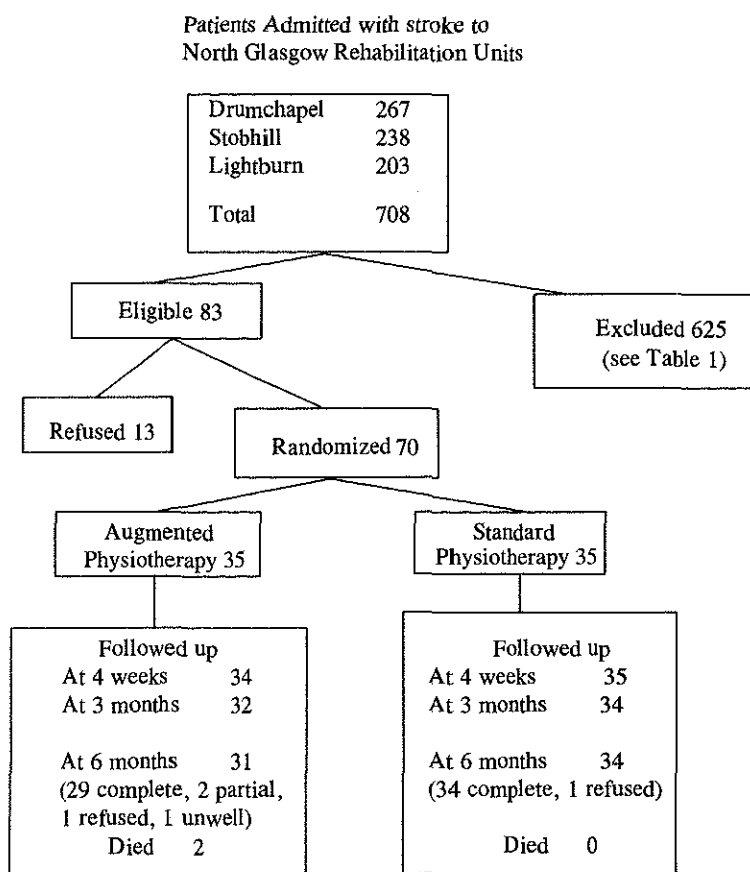 Patients Admitted with stroke to
North Glasgow Rehabilitation Units
Drumchapel 267
Stobhill 238
Lightburn 203
Total 708
Eligible 83
Excluded 625
(see Table 1)
Refused 13
Randomized 70
Augmented
Physiotherapy 35
Standard
Physiotherapy 35
Followed up
At 4 weeks 34
At 3 months 32
At 6 months 31
(29 complete, 2 partial,
1 refused, 1 unwell)
Died 2
Followed up
At 4 weeks 35
At 3 months 34
At 6 months 34
(34 complete, 1 refused)
Died 0